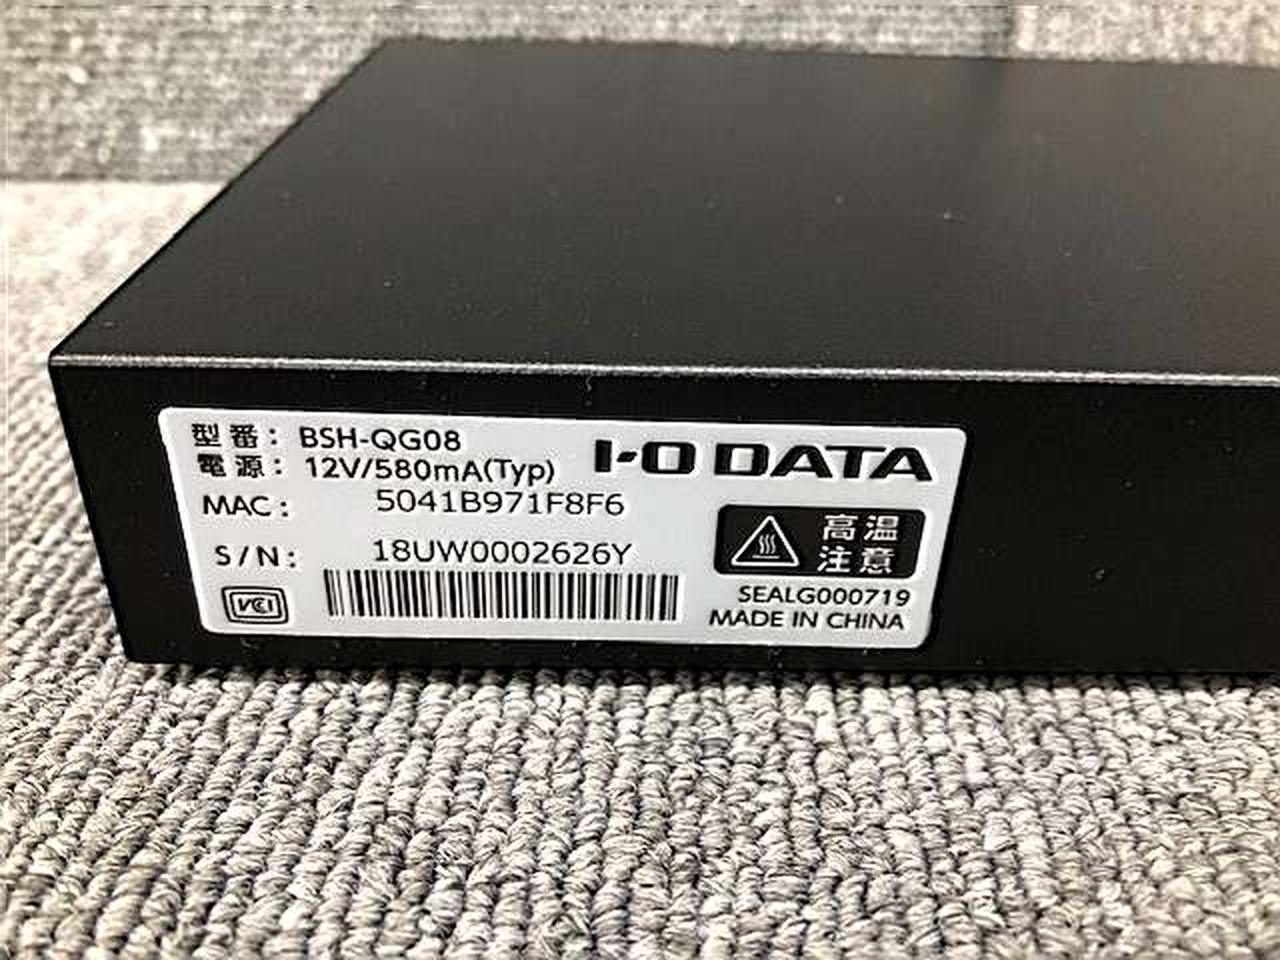 型番: BSH-QG08
電源: 12V/580mA(Typ)
I-O DATA
MAC: 5041B971F8F6
S/N: 18UW0002626Y
高温
注意
VCI
SEALG000719
MADE IN CHINA